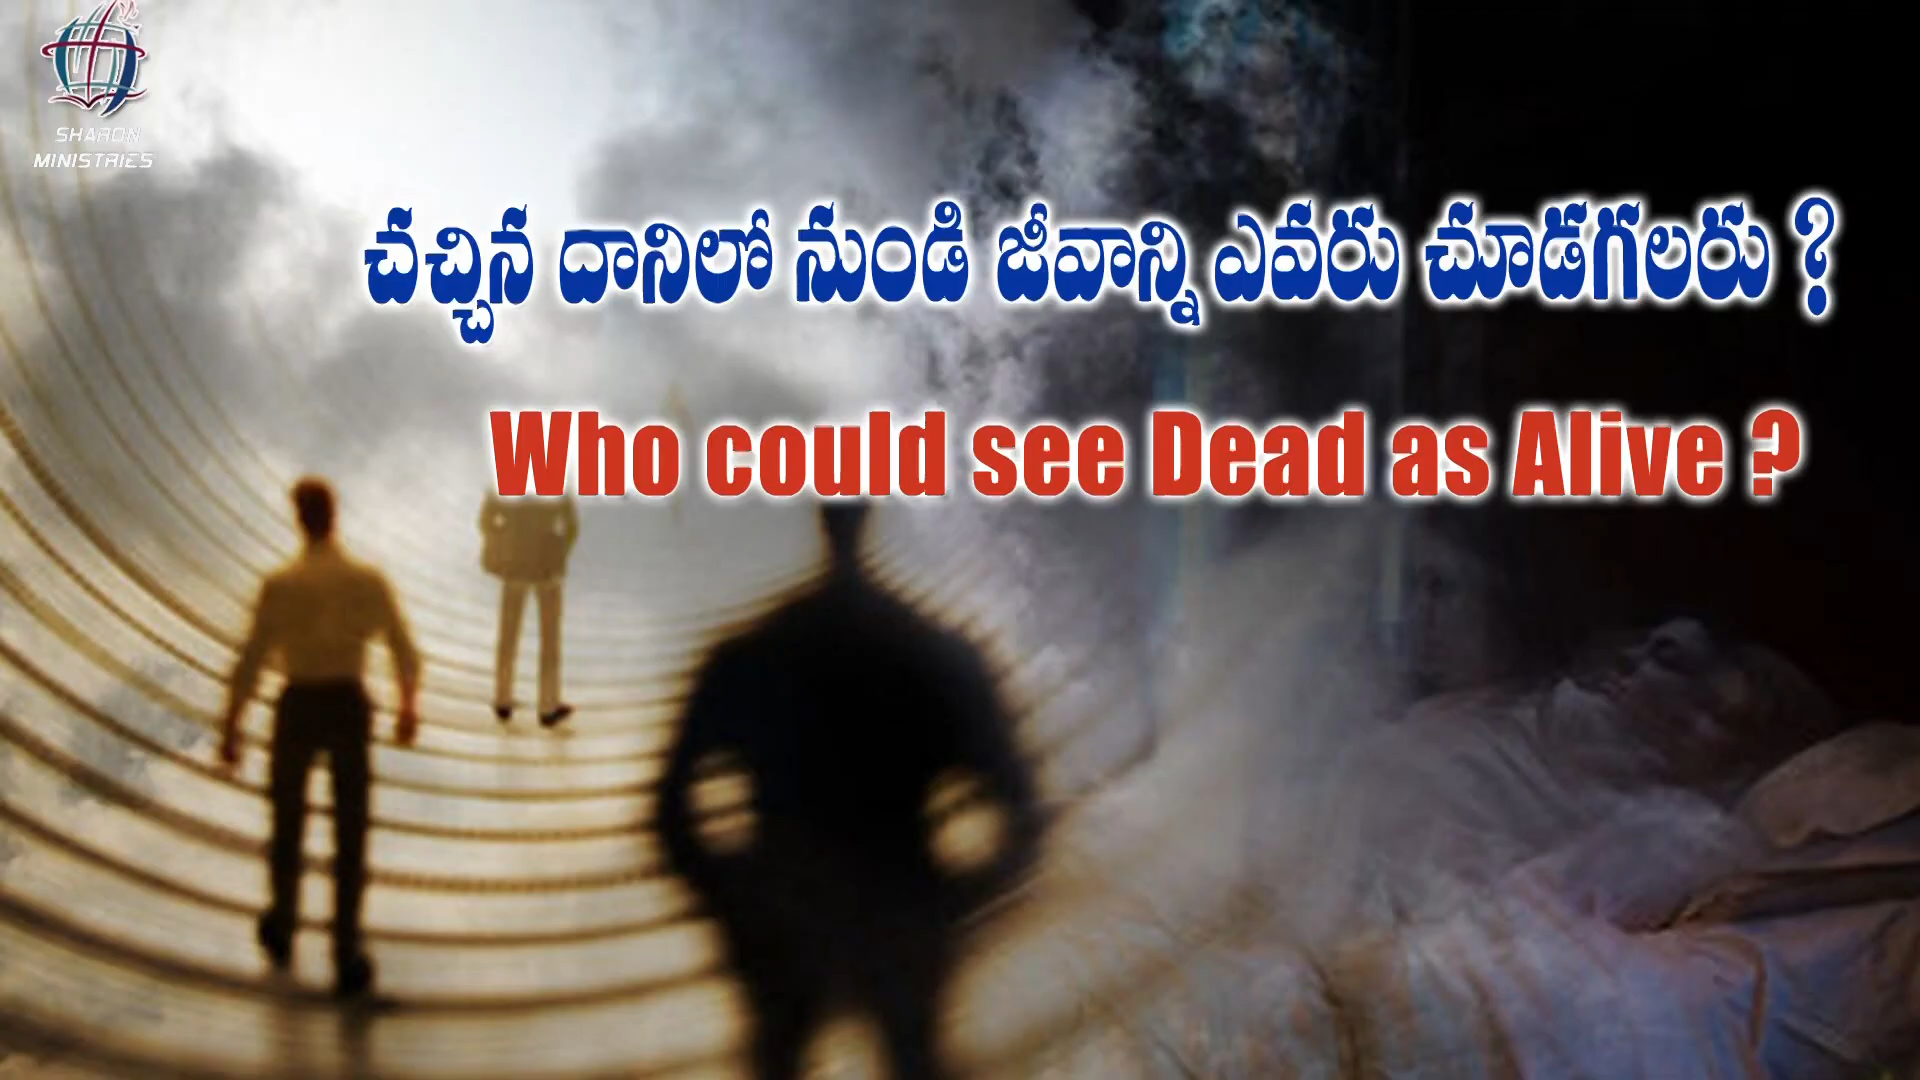 SHARON
MINISTRIES
చచ్చిన దానిలో నుండి జీవాన్ని ఎవరు చూడగలరు ?
Who could see Dead as Alive ?